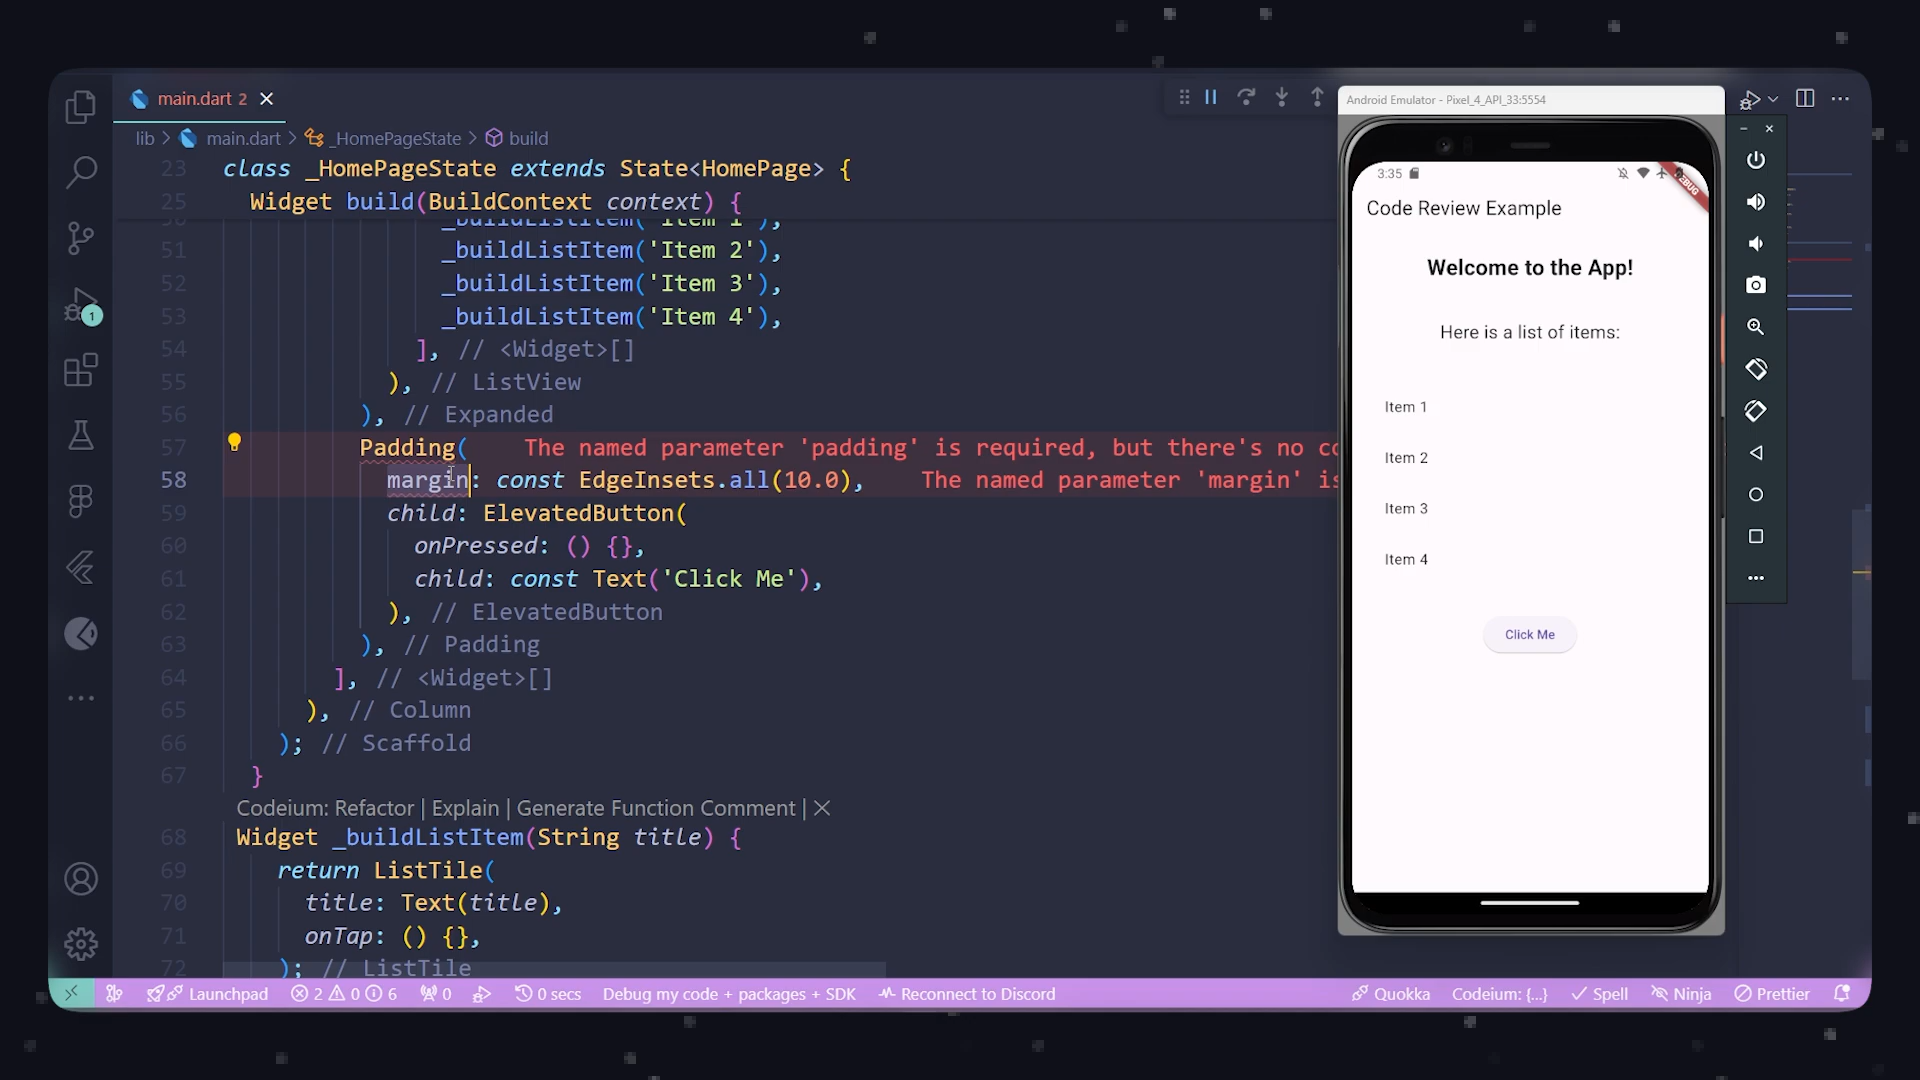 main.dart 2
lib > main.dart > _HomePageState > build
23 class _HomePageState extends State<HomePage> {
25 Widget build(BuildContext context) {
50 _buildListItem('Item 1'),
51 _buildListItem('Item 2'),
52 _buildListItem('Item 3'),
53 _buildListItem('Item 4'),
54 ], // <Widget>[]
55 ), // ListView
56 ), // Expanded
57 Padding( The named parameter 'padding' is required, but there's no co
58 margin: const EdgeInsets.all(10.0), The named parameter 'margin' is
59 child: ElevatedButton(
60 onPressed: () {},
61 child: const Text('Click Me'),
62 ), // ElevatedButton
63 ), // Padding
64 ], // <Widget>[]
65 ), // Column
66 ); // Scaffold
67 }
Codeium: Refactor | Explain | Generate Function Comment |
68 Widget _buildListItem(String title) {
69 return ListTile(
70 title: Text(title),
71 onTap: () {},
72 ); // ListTile
1
Android Emulator - Pixel_4_API_33:5554
3:35
Code Review Example
Welcome to the App!
Here is a list of items:
Item 1
Item 2
Item 3
Item 4
Click Me
Launchpad 2 0 6 0 0 secs Debug my code + packages + SDK Reconnect to Discord Quokka Codeium: {...} Spell Ninja Prettier